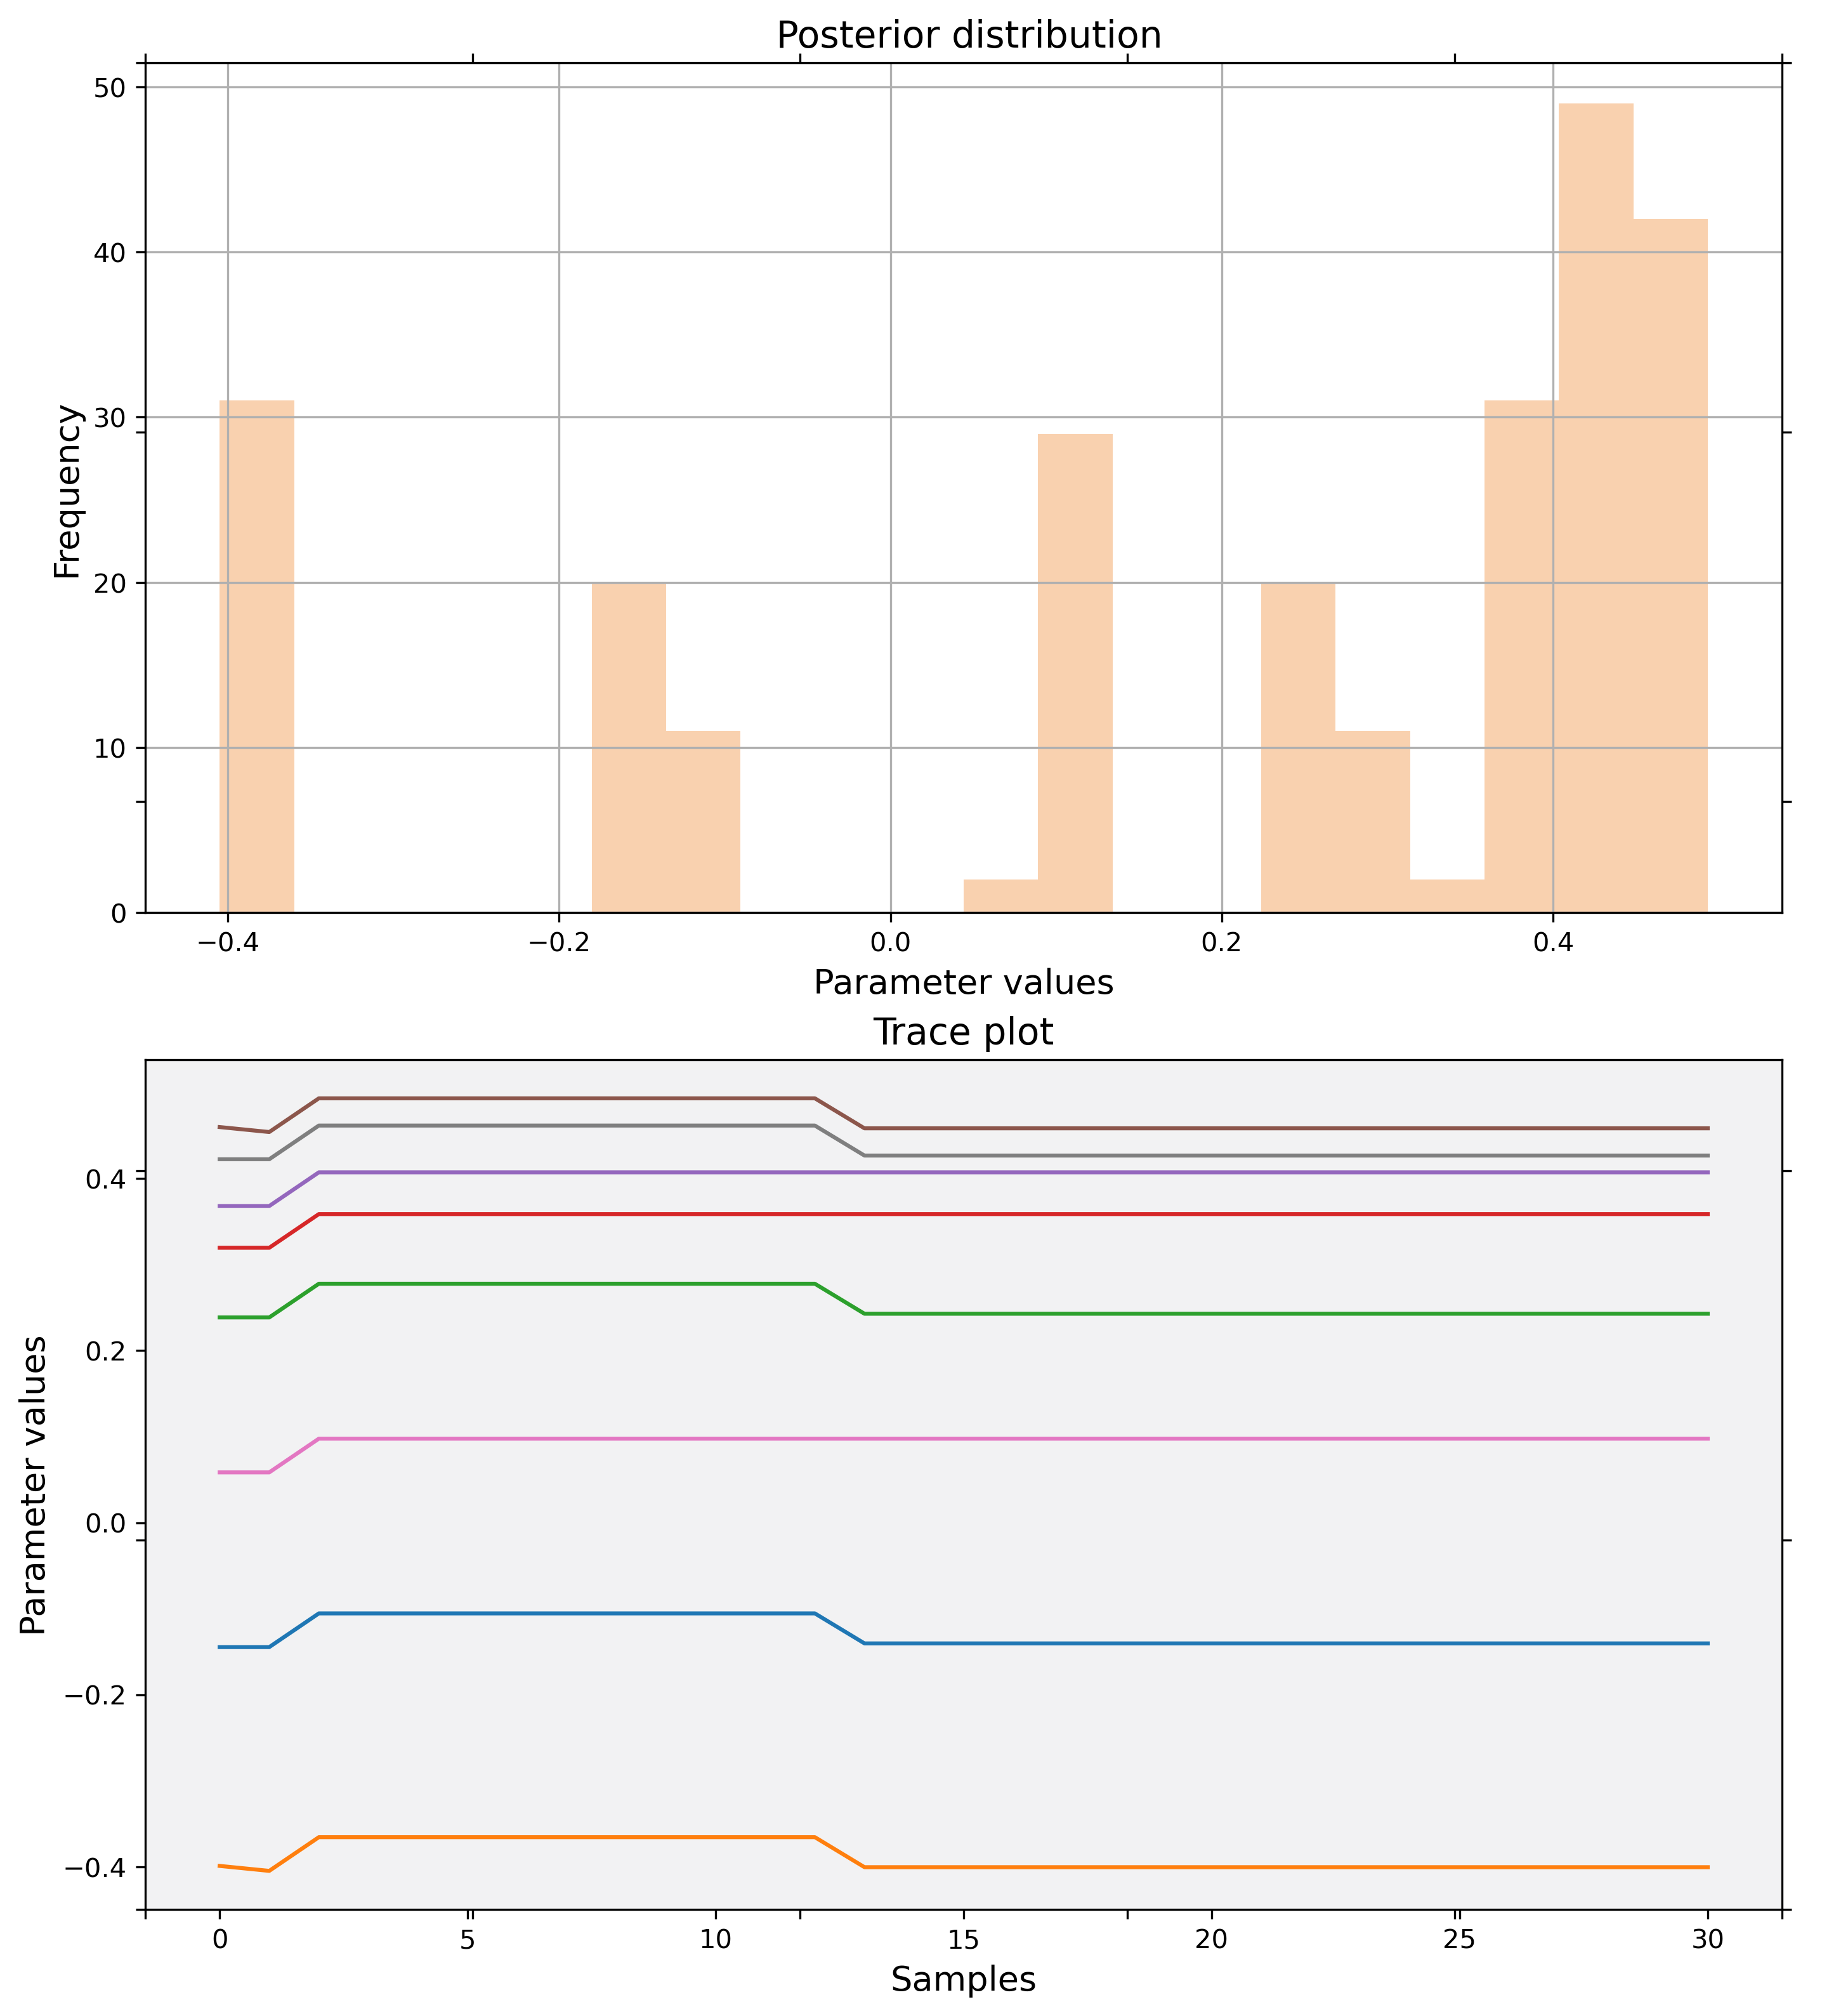 Posterior distribution
50
40
30
20
10
0
Frequency
−0.4 −0.2 0.0 0.2 0.4
Parameter values
Trace plot
0.4
0.2
0.0
−0.2
−0.4
Parameter values
0 5 10 15 20 25 30
Samples